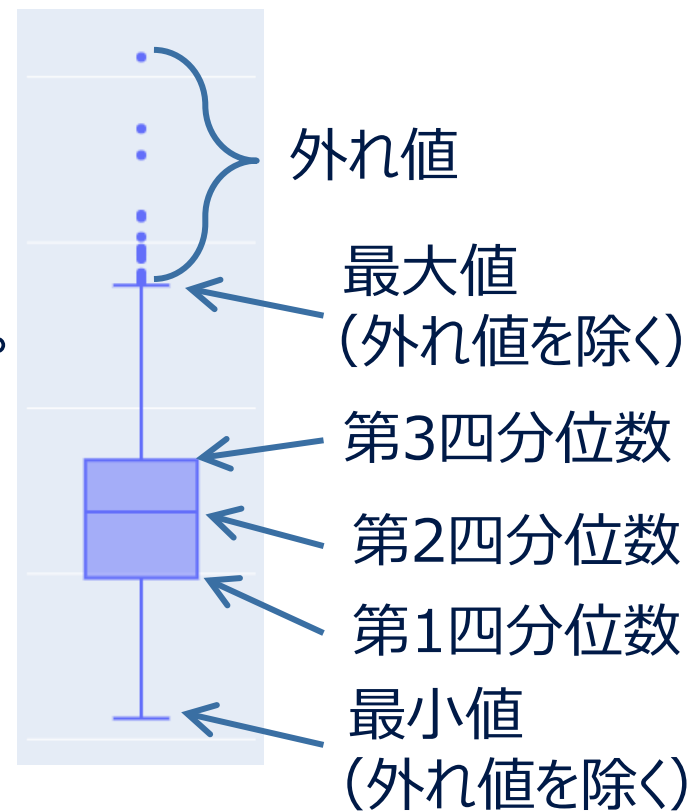 外れ値
最大値
（外れ値を除く）
。
第3四分位数
第2四分位数
第1四分位数
最小値
（外れ値を除く）